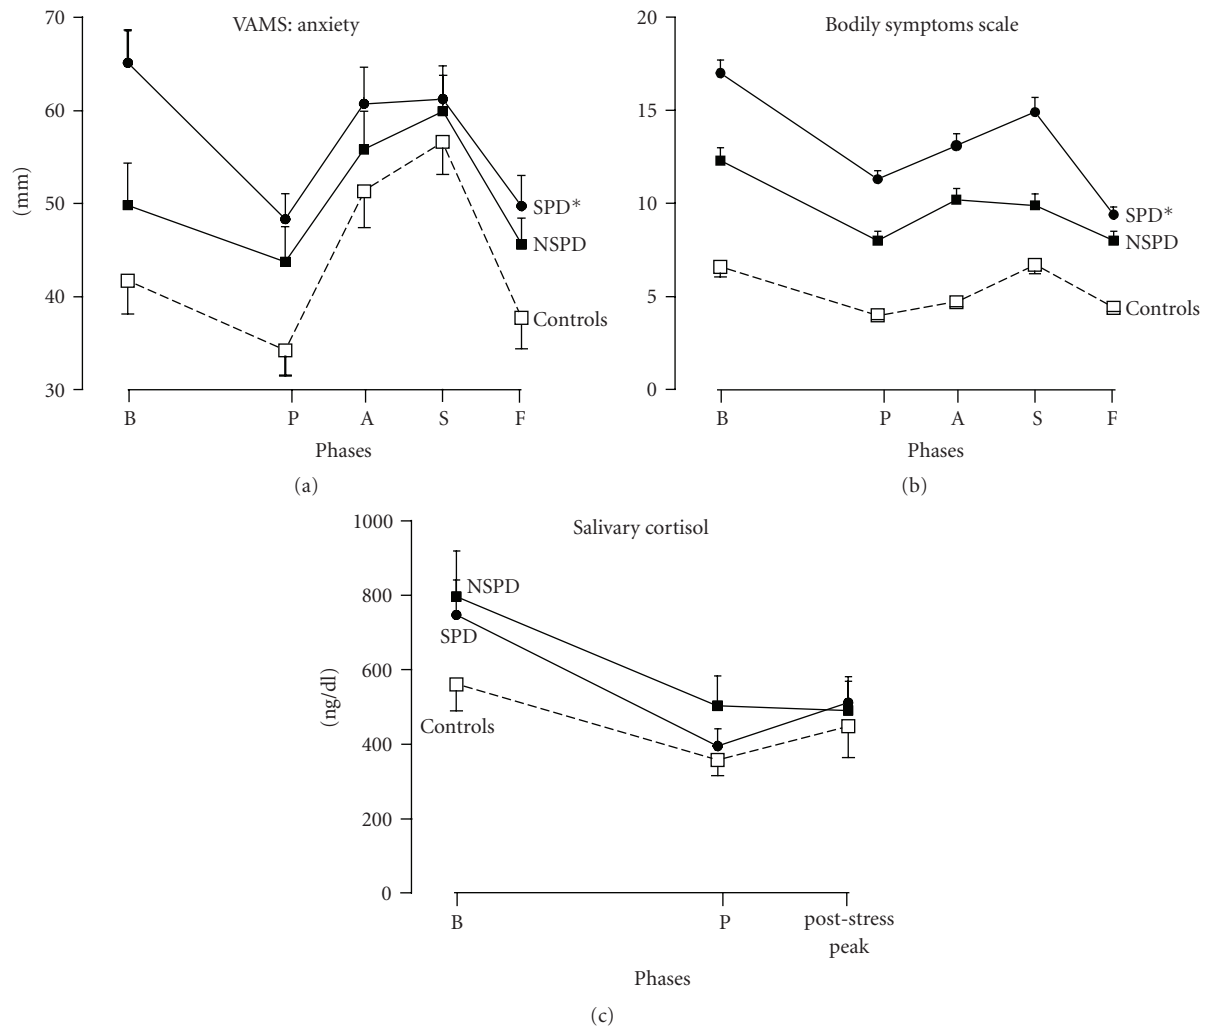 VAMS: anxiety
70
60
50
40
30
(mm)
SPD*
NSPD
Controls
B P A S F
Phases
(a)
Bodily symptoms scale
20
15
10
5
0
SPD*
NSPD
Controls
B P A S F
Phases
(b)
Salivary cortisol
1000
800
600
400
200
0
(ng/dl)
NSPD
SPD
Controls
B P post-stress
peak
Phases
(c)